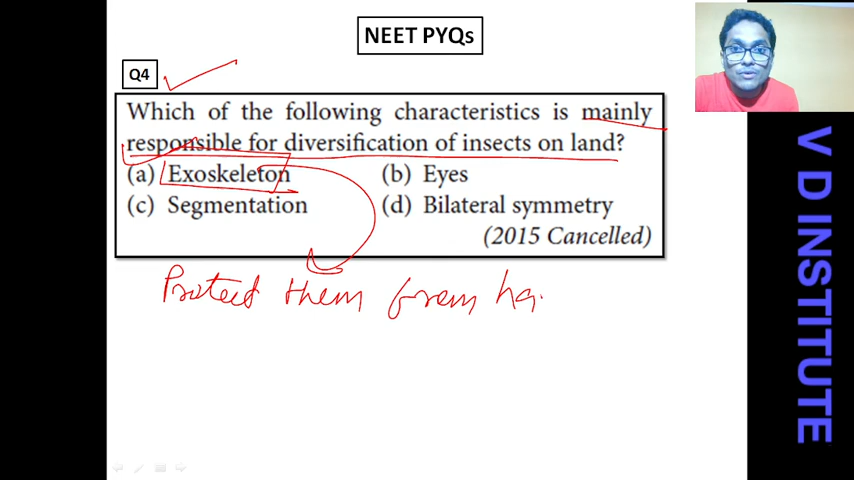 NEET PYQs
Q4
Which of the following characteristics is mainly
responsible for diversification of insects on land?
(a) Exoskeleton (b) Eyes
(c) Segmentation (d) Bilateral symmetry
(2015 Cancelled)
Protect them from ha
V D INSTITUTE